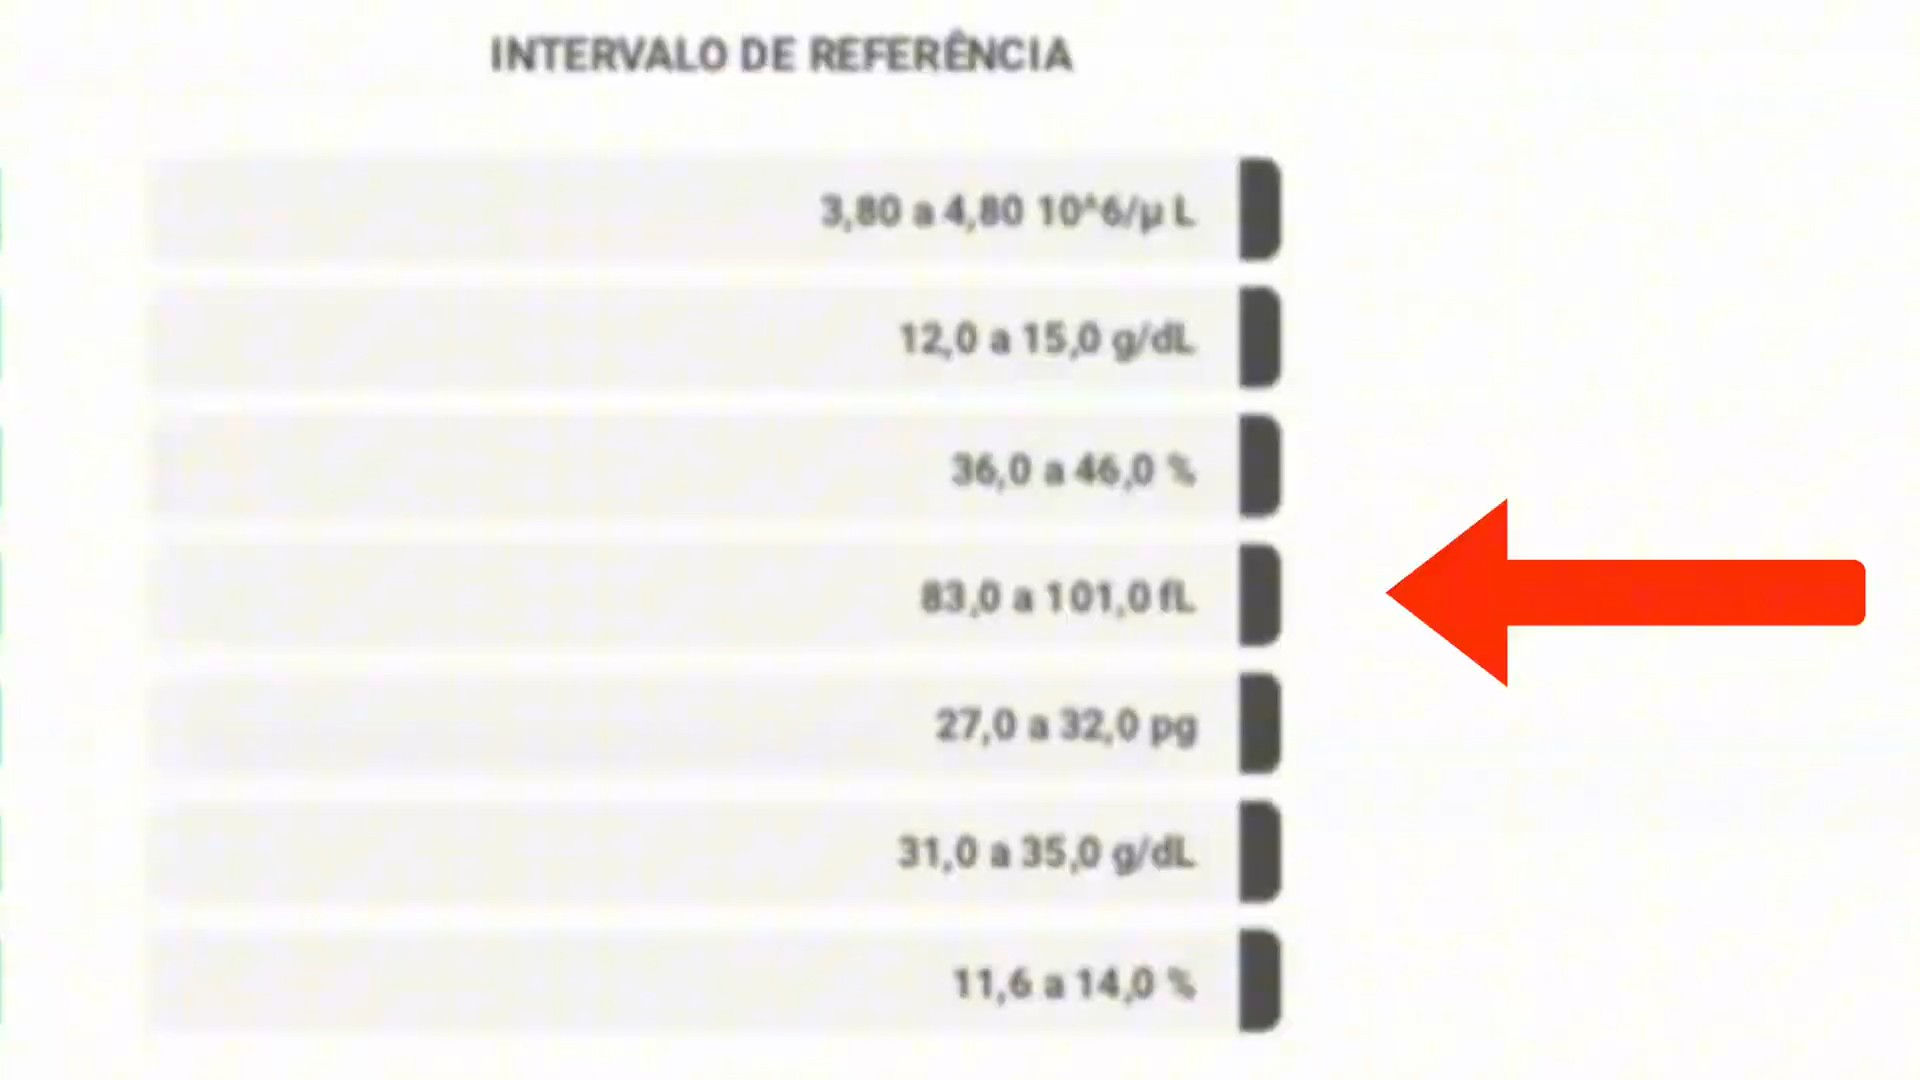 INTERVALO DE REFERÊNCIA
3,80 a 4,80 10^6/µ L
12,0 a 15,0 g/dL
36,0 a 46,0 %
83,0 a 101,0 fL
27,0 a 32,0 pg
31,0 a 35,0 g/dL
11,6 a 14,0 %